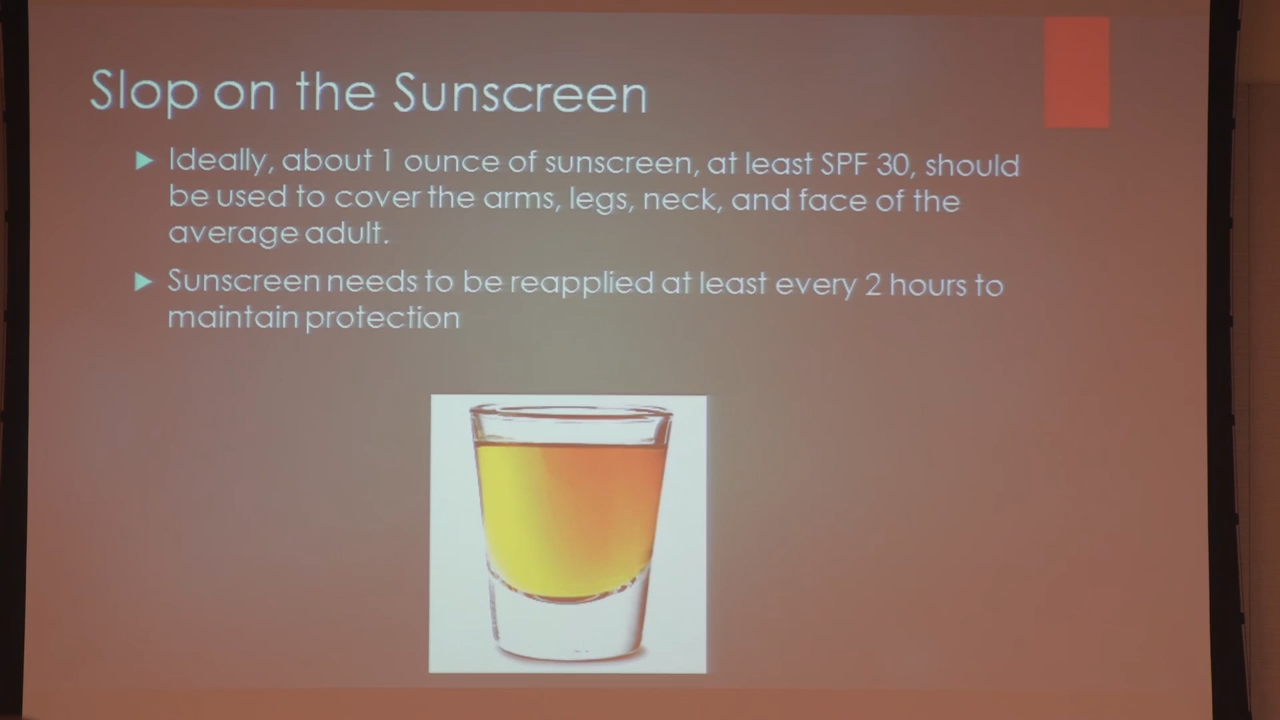 Slop on the Sunscreen
Ideally, about 1 ounce of sunscreen, at least SPF 30, should
be used to cover the arms, legs, neck, and face of the
average adult.
Sunscreen needs to be reapplied at least every 2 hours to
maintain protection